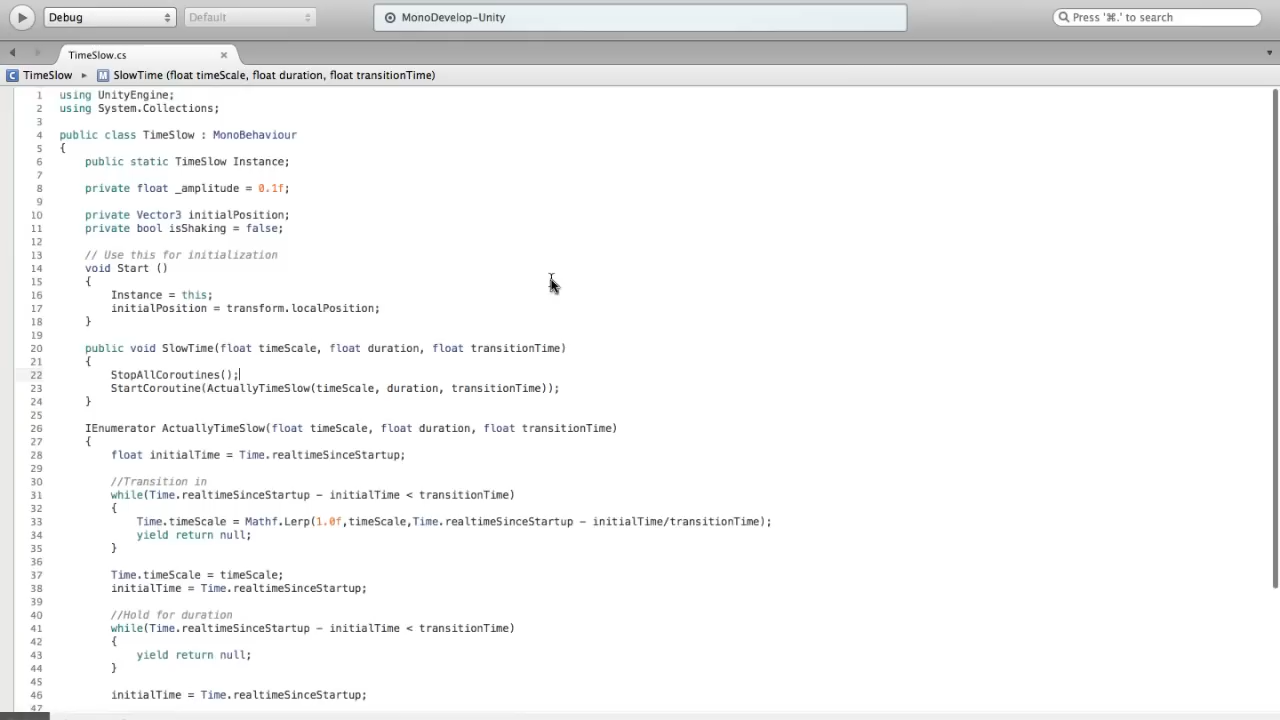 Debug Default MonoDevelop-Unity Press '⌘.' to search
TimeSlow.cs ×
C TimeSlow ▸ M SlowTime (float timeScale, float duration, float transitionTime)
1 using UnityEngine;
2 using System.Collections;
3
4 public class TimeSlow : MonoBehaviour
5 {
6 public static TimeSlow Instance;
7
8 private float _amplitude = 0.1f;
9
10 private Vector3 initialPosition;
11 private bool isShaking = false;
12
13 // Use this for initialization
14 void Start ()
15 {
16 Instance = this;
17 initialPosition = transform.localPosition;
18 }
19
20 public void SlowTime(float timeScale, float duration, float transitionTime)
21 {
22 StopAllCoroutines();
23 StartCoroutine(ActuallyTimeSlow(timeScale, duration, transitionTime));
24 }
25
26 IEnumerator ActuallyTimeSlow(float timeScale, float duration, float transitionTime)
27 {
28 float initialTime = Time.realtimeSinceStartup;
29
30 //Transition in
31 while(Time.realtimeSinceStartup - initialTime < transitionTime)
32 {
33 Time.timeScale = Mathf.Lerp(1.0f,timeScale,Time.realtimeSinceStartup - initialTime/transitionTime);
34 yield return null;
35 }
36
37 Time.timeScale = timeScale;
38 initialTime = Time.realtimeSinceStartup;
39
40 //Hold for duration
41 while(Time.realtimeSinceStartup - initialTime < transitionTime)
42 {
43 yield return null;
44 }
45
46 initialTime = Time.realtimeSinceStartup;
47